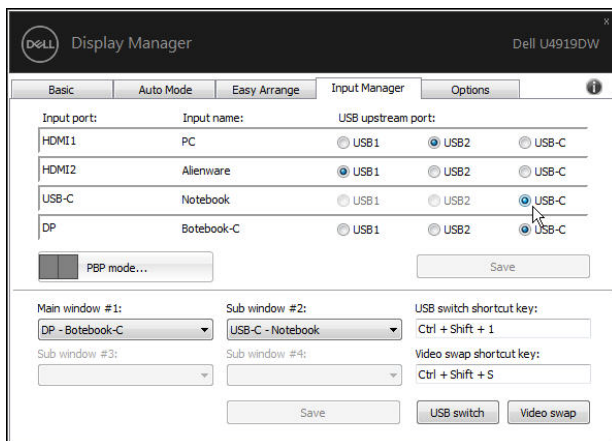 DELL Display Manager Dell U4919DW
x
Basic Auto Mode Easy Arrange Input Manager Options i
Input port: Input name: USB upstream port:
HDMI1 PC USB1 USB2 USB-C
HDMI2 Alienware USB1 USB2 USB-C
USB-C Notebook USB1 USB2 USB-C
DP Botebook-C USB1 USB2 USB-C
PBP mode... Save
Main window #1: Sub window #2: USB switch shortcut key:
DP - Botebook-C USB-C - Notebook Ctrl + Shift + 1
Sub window #3: Sub window #4: Video swap shortcut key:
Ctrl + Shift + S
Save USB switch Video swap